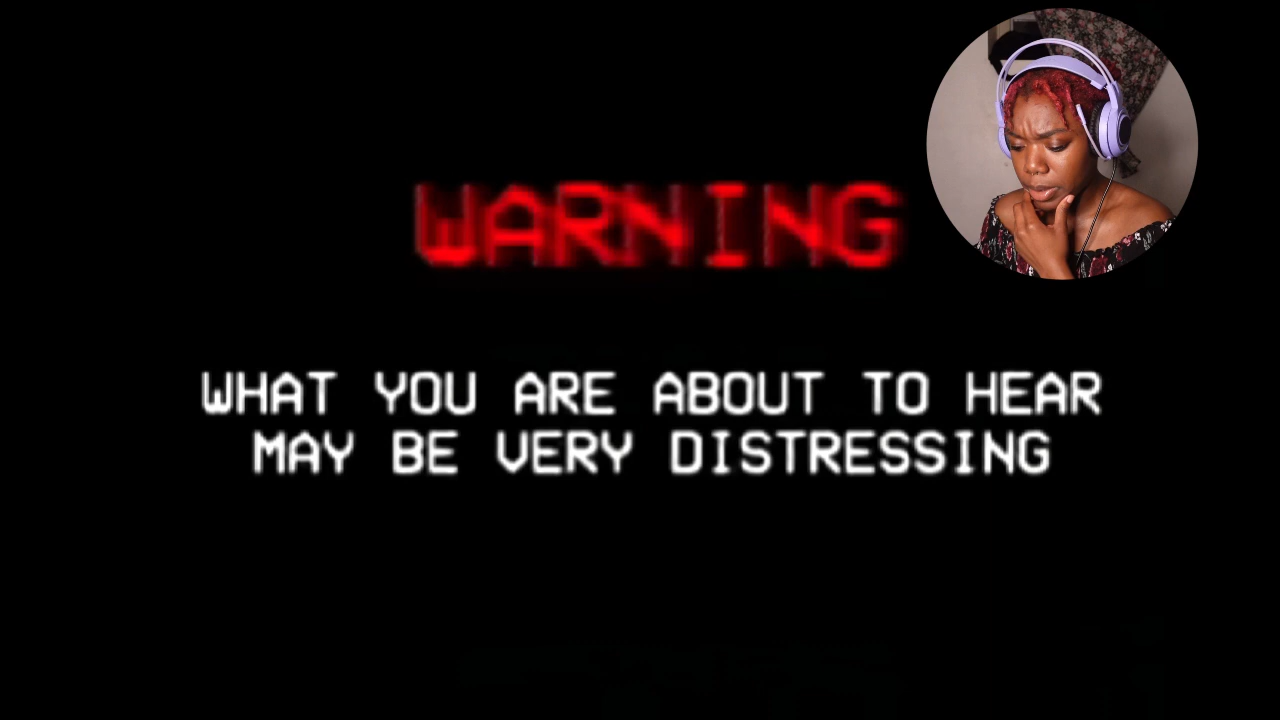 WARNING
WHAT YOU ARE ABOUT TO HEAR
MAY BE VERY DISTRESSING